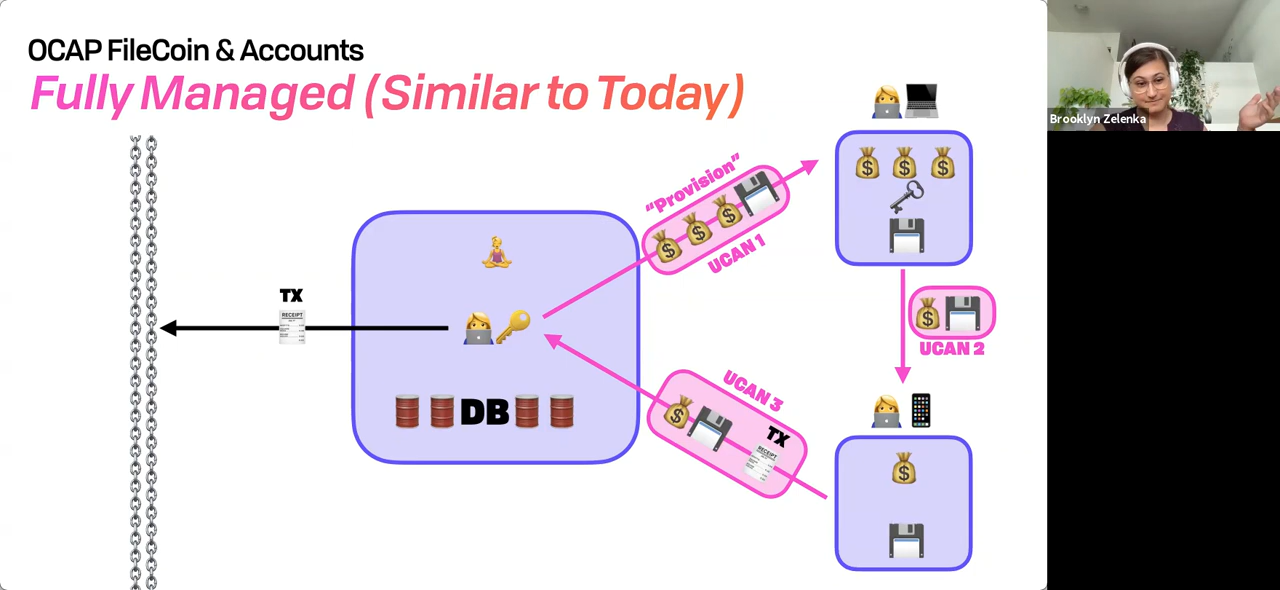 OCAP FileCoin & Accounts
Fully Managed (Similar to Today)
Brooklyn Zelenka
"Provision"
UCAN 1
TX
RECEIPT
UCAN 2
DB
UCAN 3
TX
RECEIPT